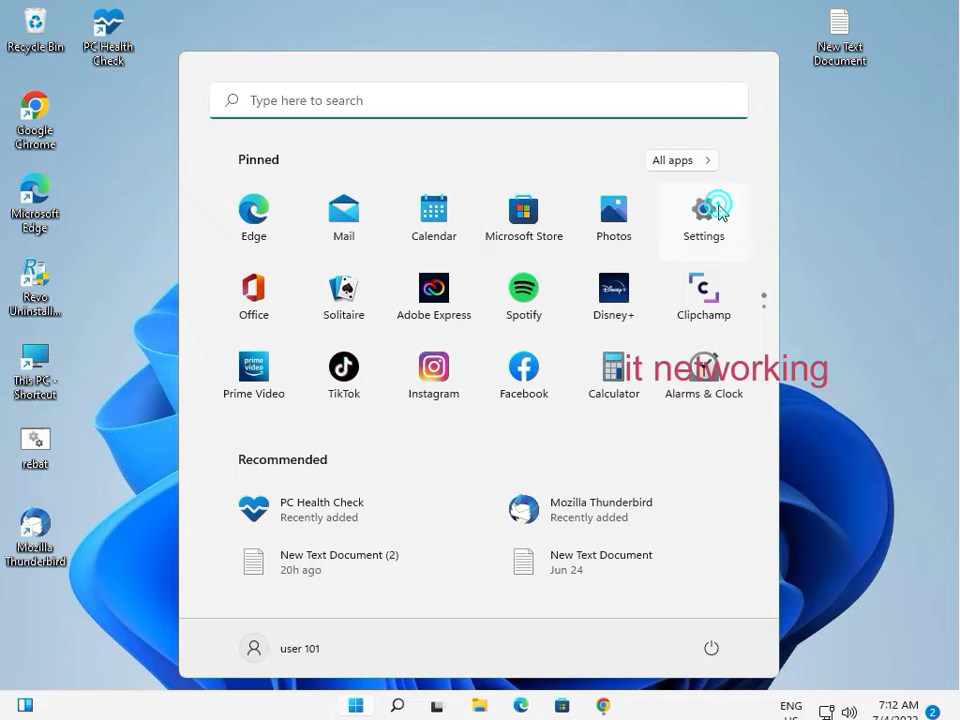 Recycle Bin
PC Health
Check
New Text
Document
Type here to search
Google
Chrome
Pinned
All apps
Microsoft
Edge
Edge
Mail
Calendar
Microsoft Store
Photos
Settings
Revo
Uninstall...
Office
Solitaire
Adobe Express
Spotify
Disney+
Clipchamp
This PC -
Shortcut
prime
video
it networking
Prime Video
TikTok
Instagram
Facebook
Calculator
Alarms & Clock
rebat
Recommended
PC Health Check
Recently added
Mozilla Thunderbird
Recently added
Mozilla
Thunderbird
New Text Document (2)
20h ago
New Text Document
Jun 24
user 101
ENG
7:12 AM
2